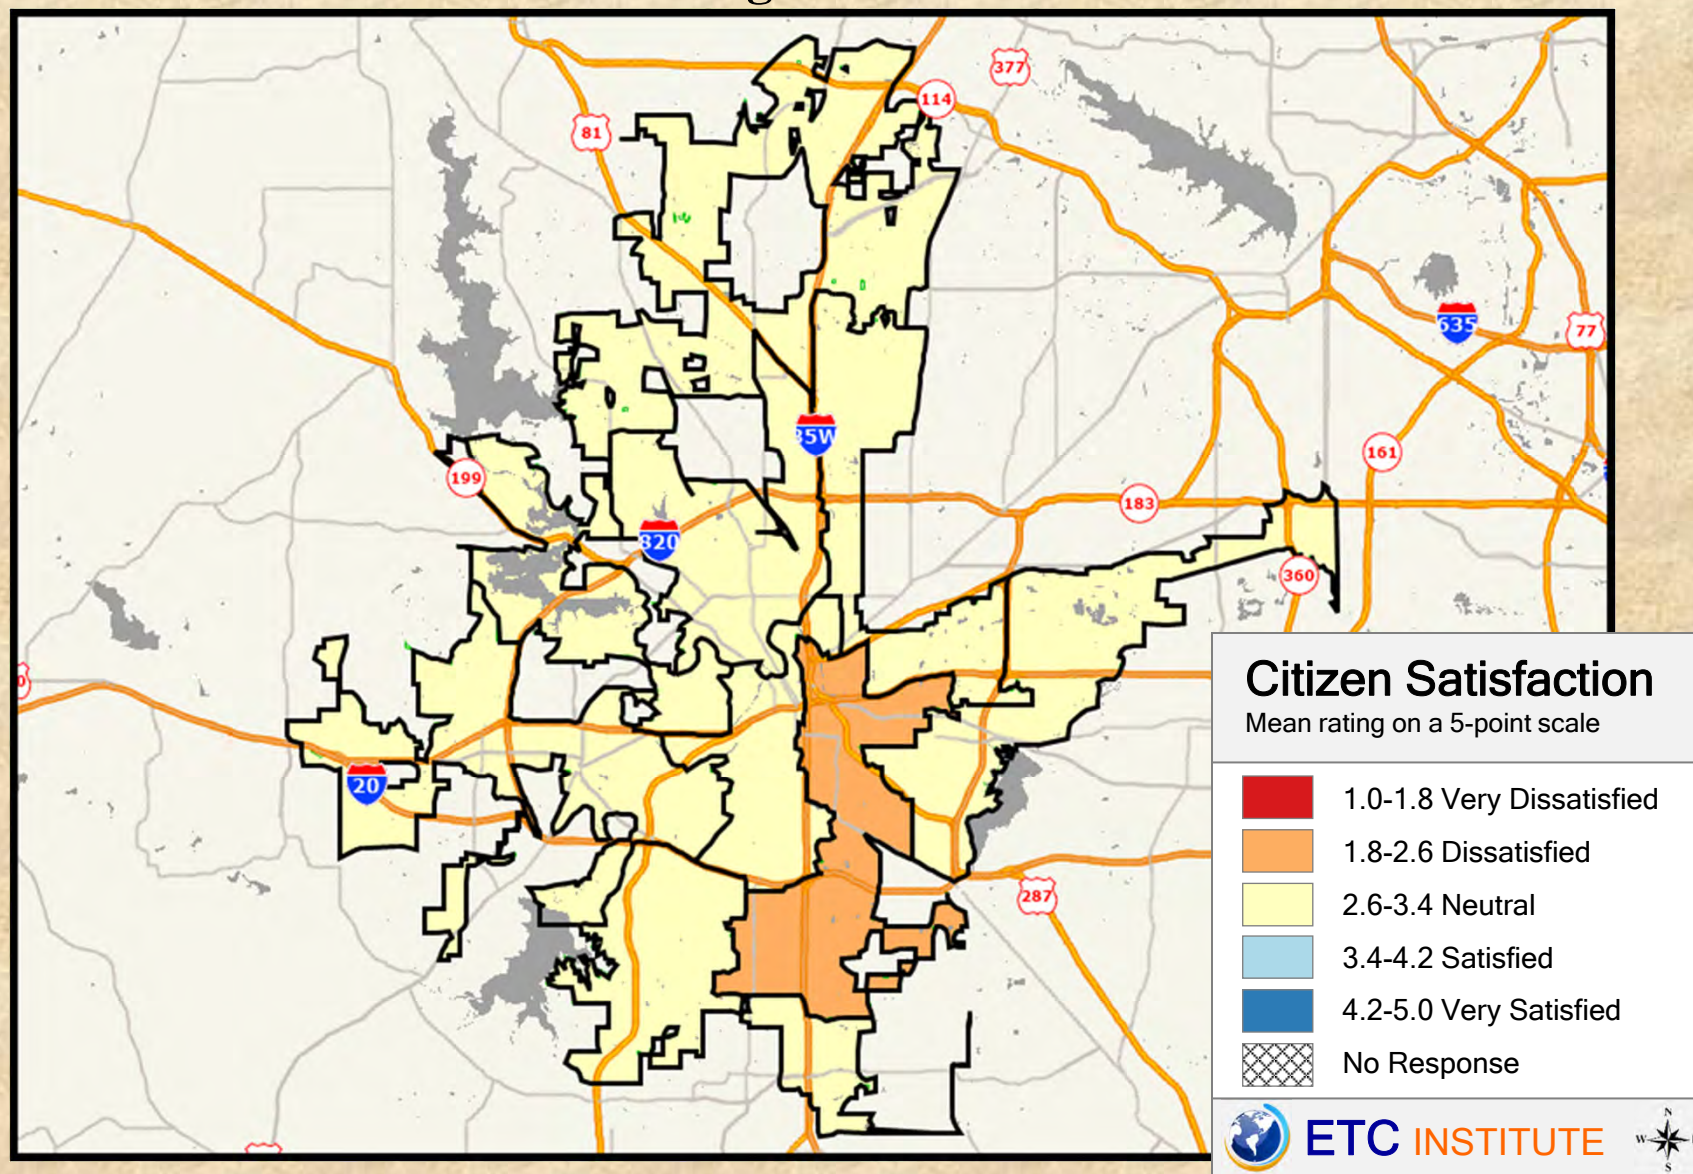 g
377
114
81
635
77
35W
161
199
183
820
360
0
Citizen Satisfaction
Mean rating on a 5-point scale
20
1.0-1.8 Very Dissatisfied
1.8-2.6 Dissatisfied
287
2.6-3.4 Neutral
3.4-4.2 Satisfied
4.2-5.0 Very Satisfied
No Response
N
ETC INSTITUTE
W
S